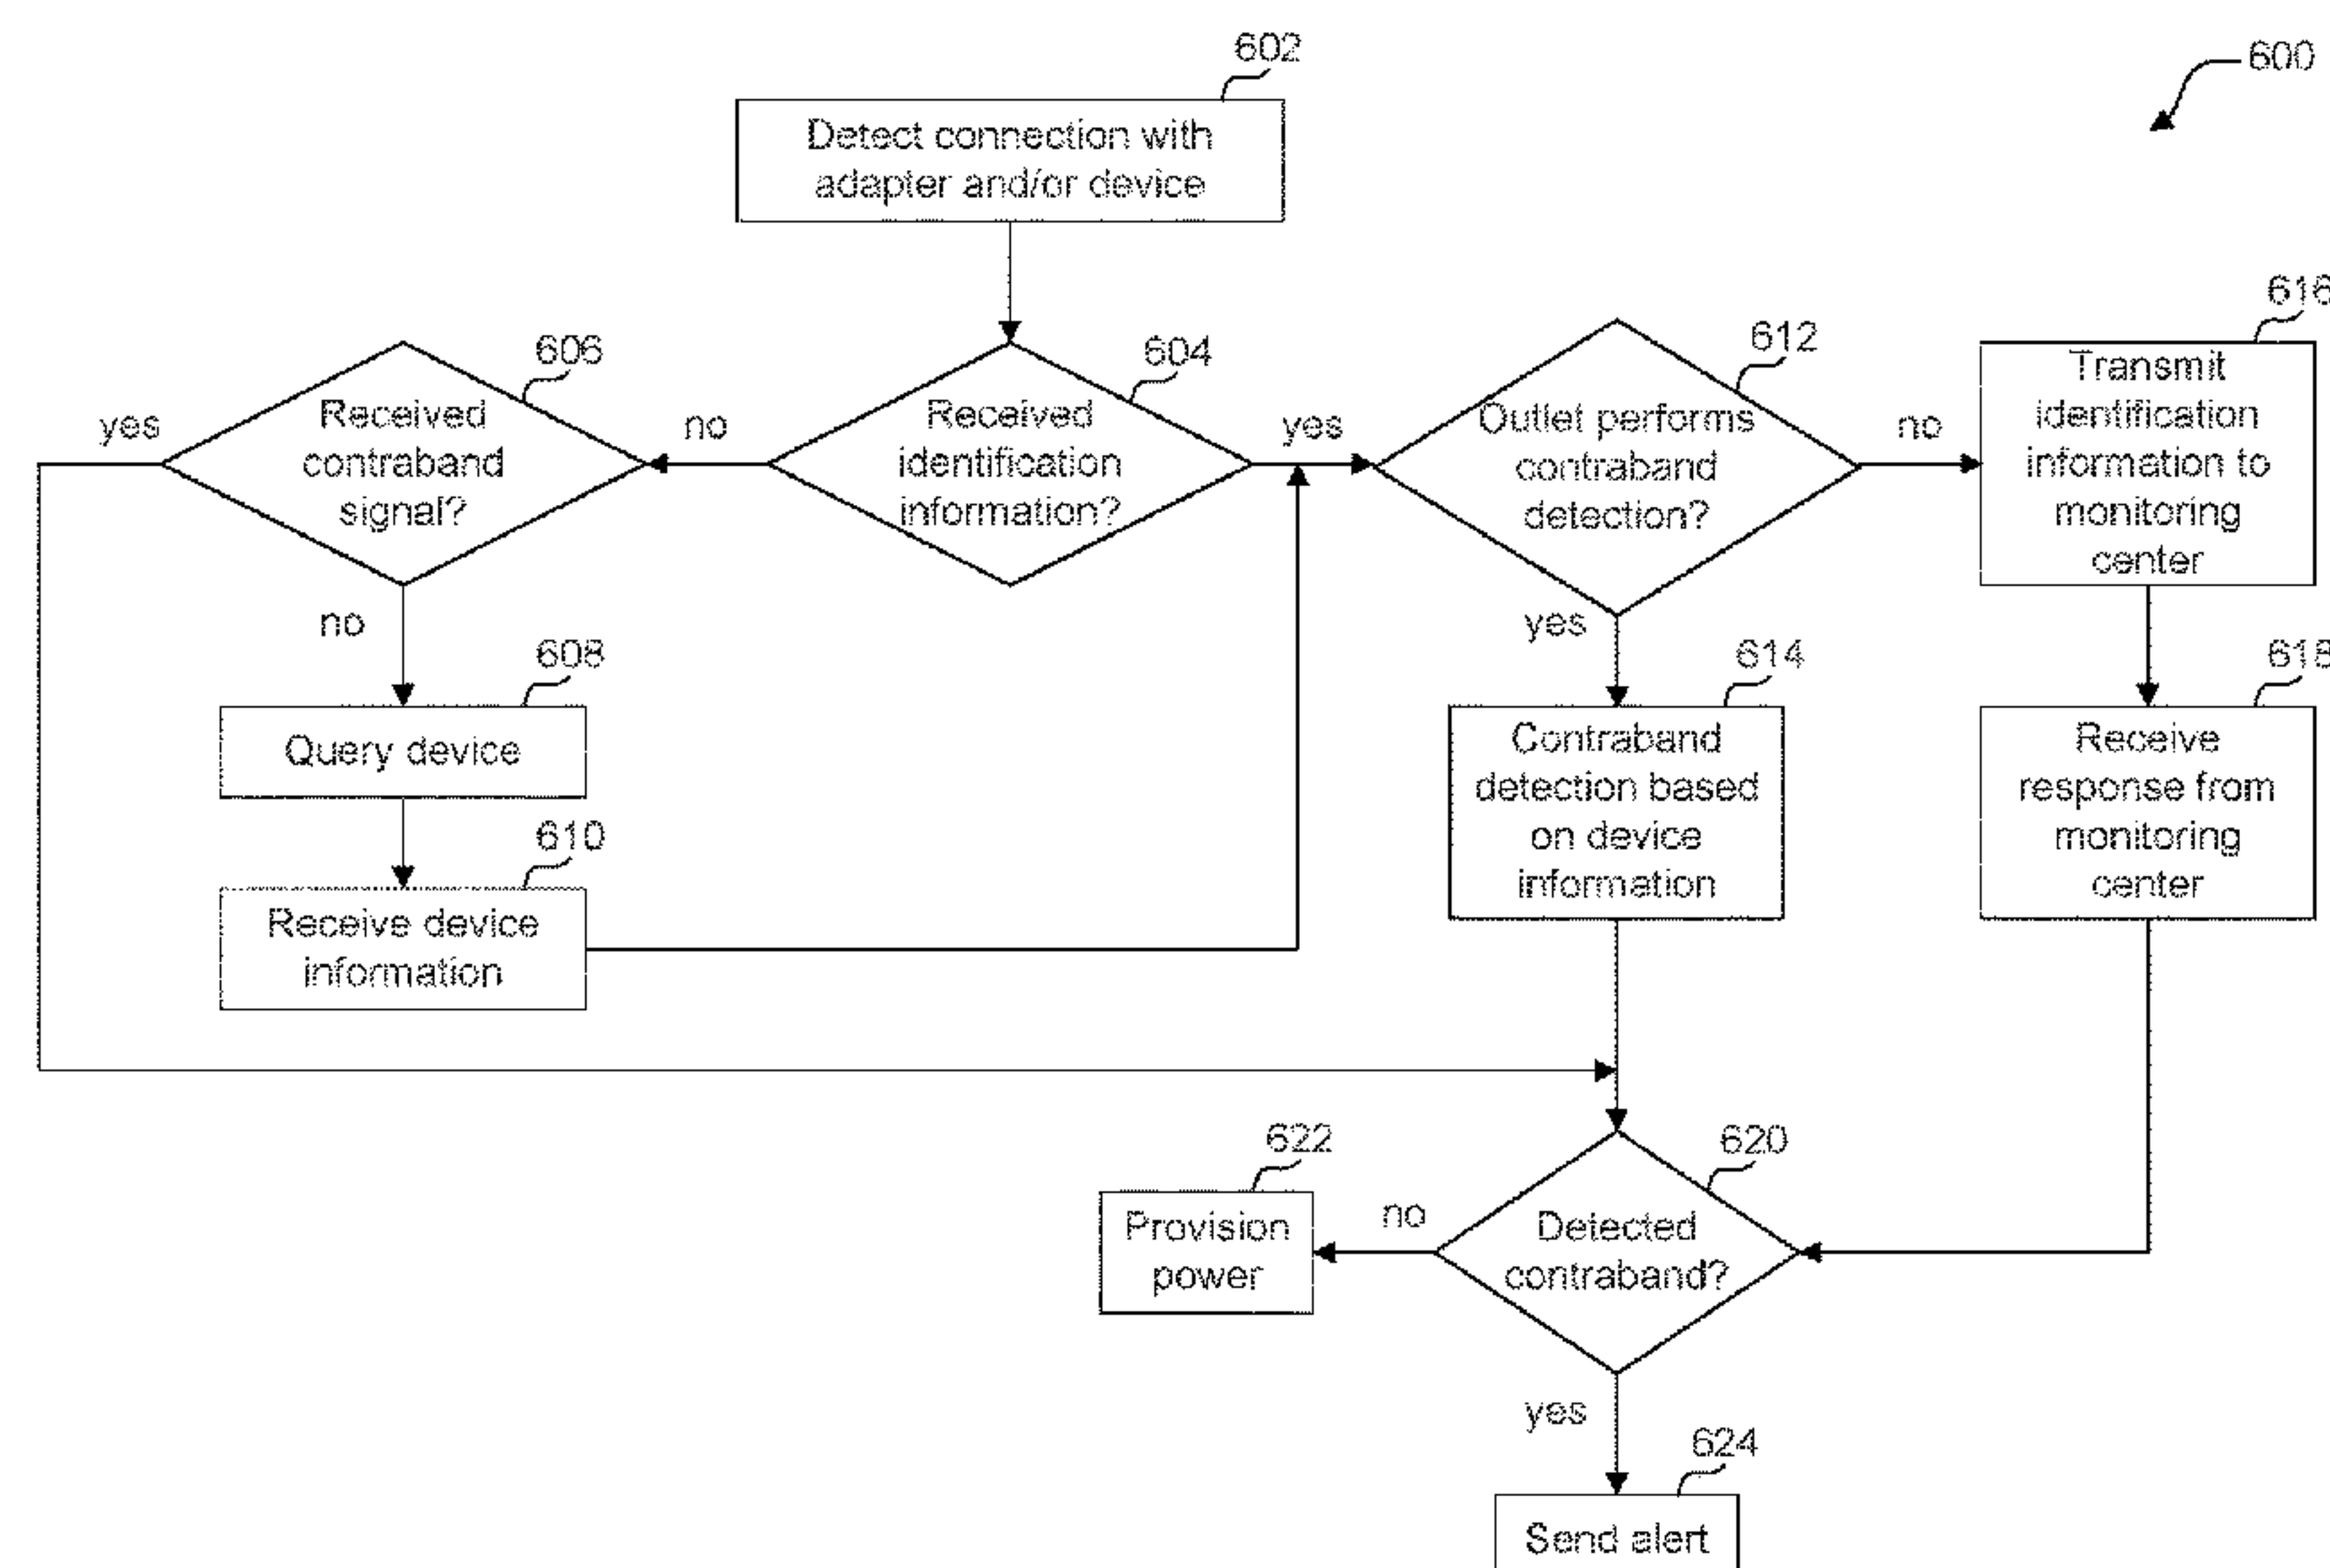 602
600
Detect connection with
adapter and/or device
616
606
604
612
Transmit
identification
information to
monitoring
center
yes
Received
contraband
signal?
no
Received
identification
information?
yes
Outlet performs
contraband
detection?
no
no
yes
608
614
618
Query device
Contraband
detection based
on device
information
Receive
response from
monitoring
center
610
Receive device
information
622
620
Provision
power
no
Detected
contraband?
yes
624
Send alert